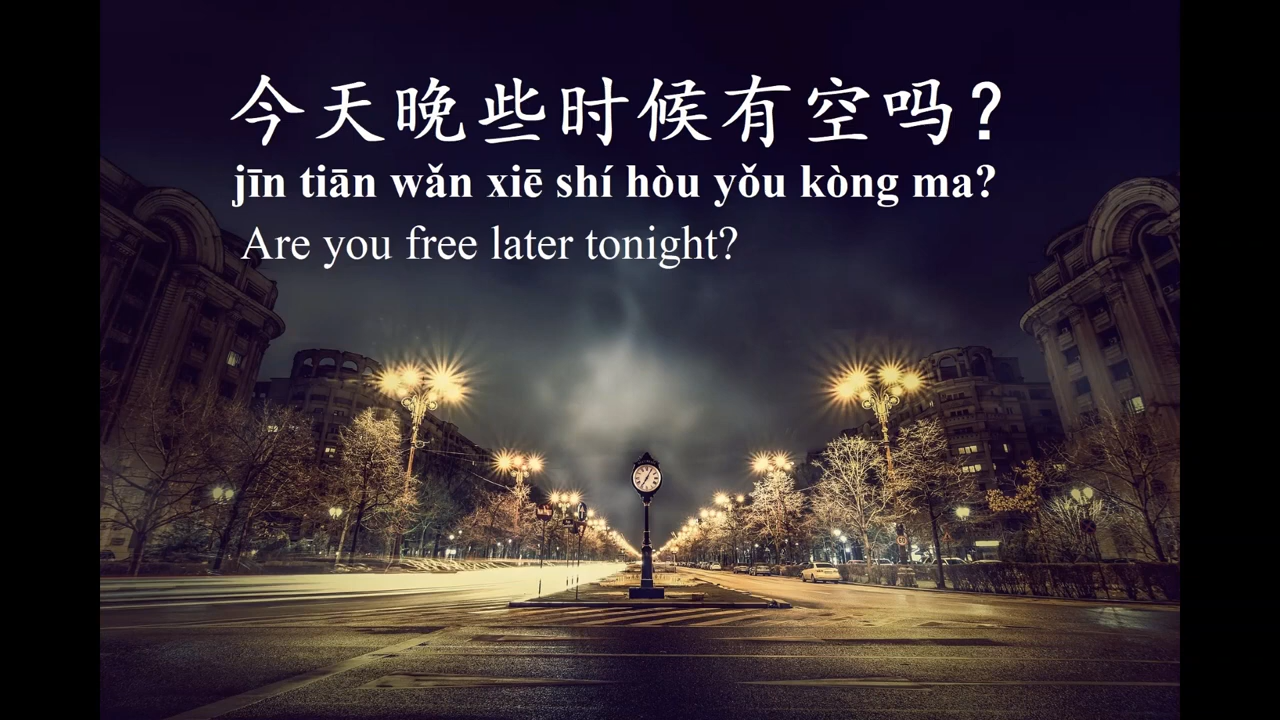 今天晚些时候有空吗？
jīn tiān wǎn xiē shí hòu yǒu kòng ma?
Are you free later tonight?